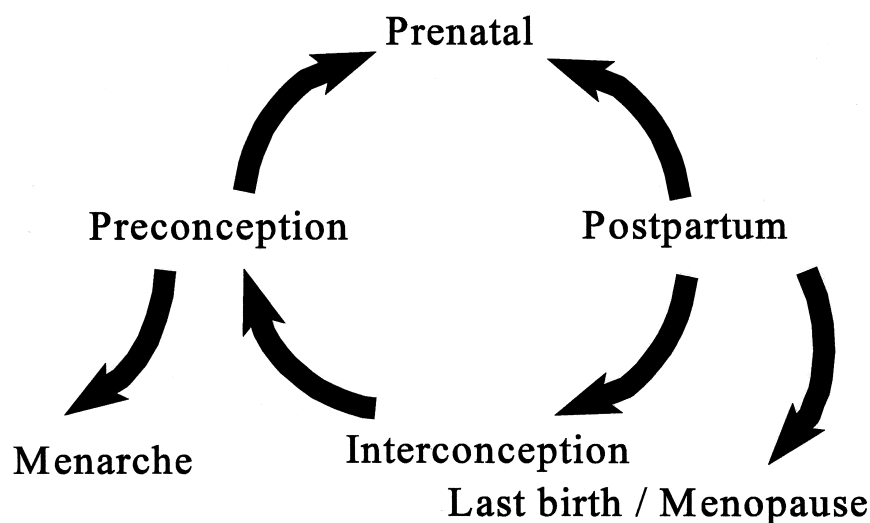 Prenatal
Preconception
Postpartum
Menarche
Interconception
Last birth / Menopause